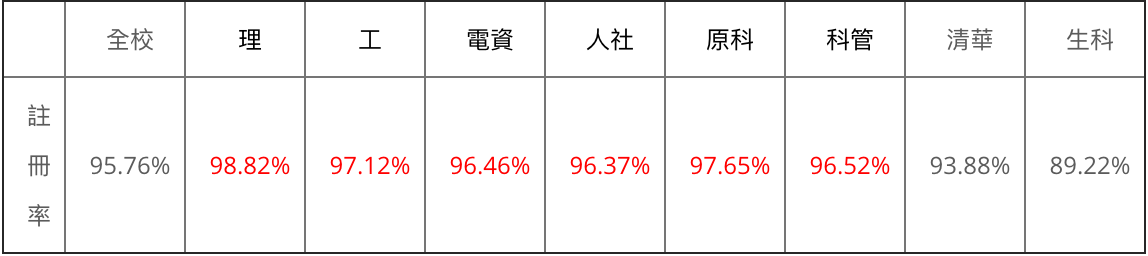 全校 理 工 電資 人社 原科 科管 清華 生科
註冊率 95.76% 98.82% 97.12% 96.46% 96.37% 97.65% 96.52% 93.88% 89.22%